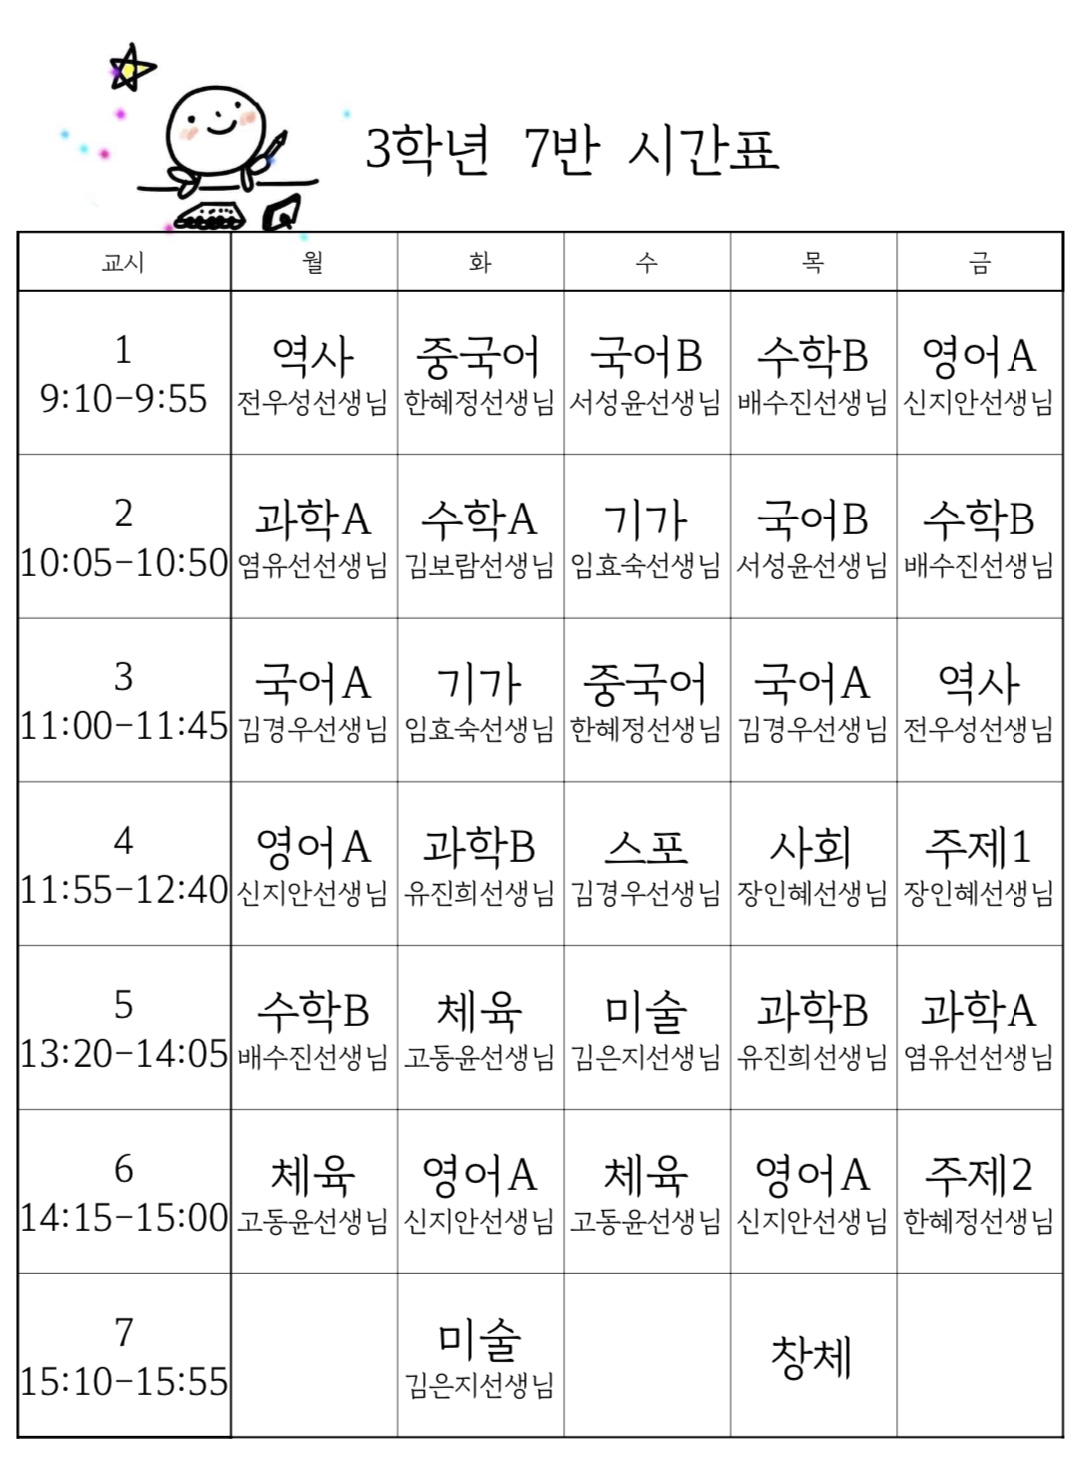 3학년 7반 시간표
교시 월 화 수 목 금
1 역사 중국어 국어B 수학B 영어A
9:10-9:55 전우성선생님 한혜정선생님 서성윤선생님 배수진선생님 신지안선생님
2 과학A 수학A 기가 국어B 수학B
10:05-10:50 염유선선생님 김보람선생님 임효숙선생님 서성윤선생님 배수진선생님
3 국어A 기가 중국어 국어A 역사
11:00-11:45 김경우선생님 임효숙선생님 한혜정선생님 김경우선생님 전우성선생님
4 영어A 과학B 스포 사회 주제1
11:55-12:40 신지안선생님 유진희선생님 김경우선생님 장인혜선생님 장인혜선생님
5 수학B 체육 미술 과학B 과학A
13:20-14:05 배수진선생님 고동윤선생님 김은지선생님 유진희선생님 염유선선생님
6 체육 영어A 체육 영어A 주제2
14:15-15:00 고동윤선생님 신지안선생님 고동윤선생님 신지안선생님 한혜정선생님
7 미술 창체
15:10-15:55 김은지선생님